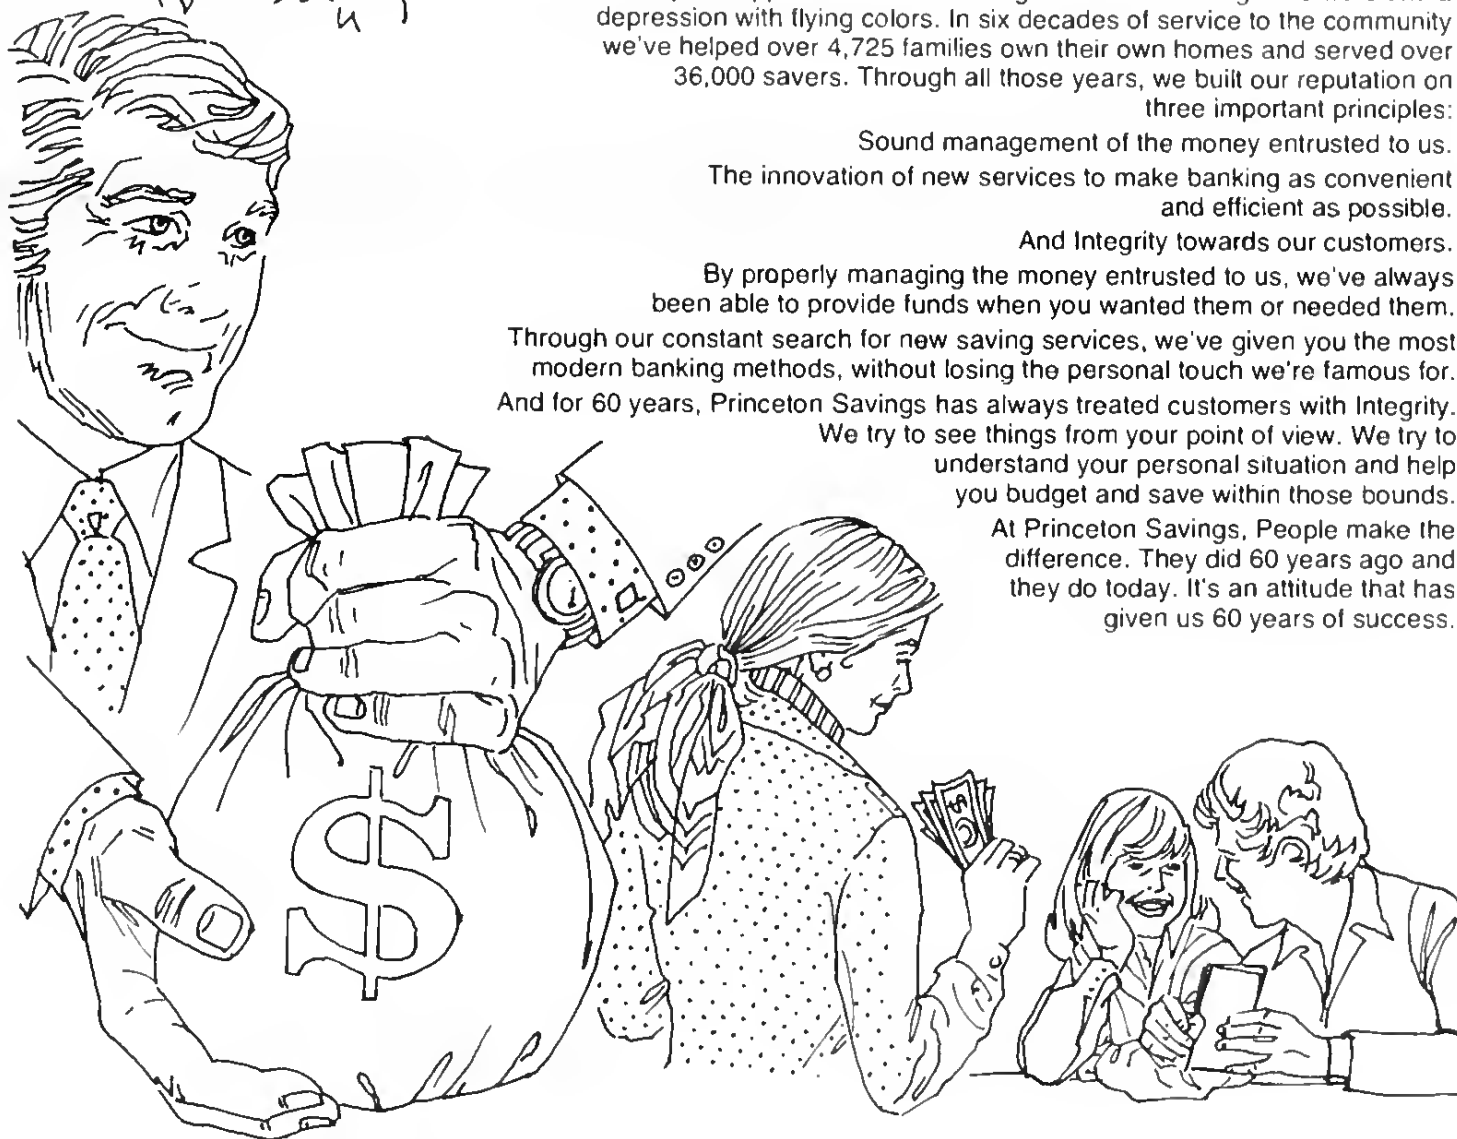 depression with flying colors. In six decades of service to the community
we've helped over 4,725 families own their own homes and served over
36,000 savers. Through all those years, we built our reputation on
three important principles:
Sound management of the money entrusted to us.
The innovation of new services to make banking as convenient
and efficient as possible.
And Integrity towards our customers.
By properly managing the money entrusted to us, we've always
been able to provide funds when you wanted them or needed them.
Through our constant search for new saving services, we've given you the most
modern banking methods, without losing the personal touch we're famous for.
And for 60 years, Princeton Savings has always treated customers with Integrity.
We try to see things from your point of view. We try to
understand your personal situation and help
you budget and save within those bounds.
At Princeton Savings, People make the
difference. They did 60 years ago and
they do today. It's an attitude that has
given us 60 years of success.
$
$